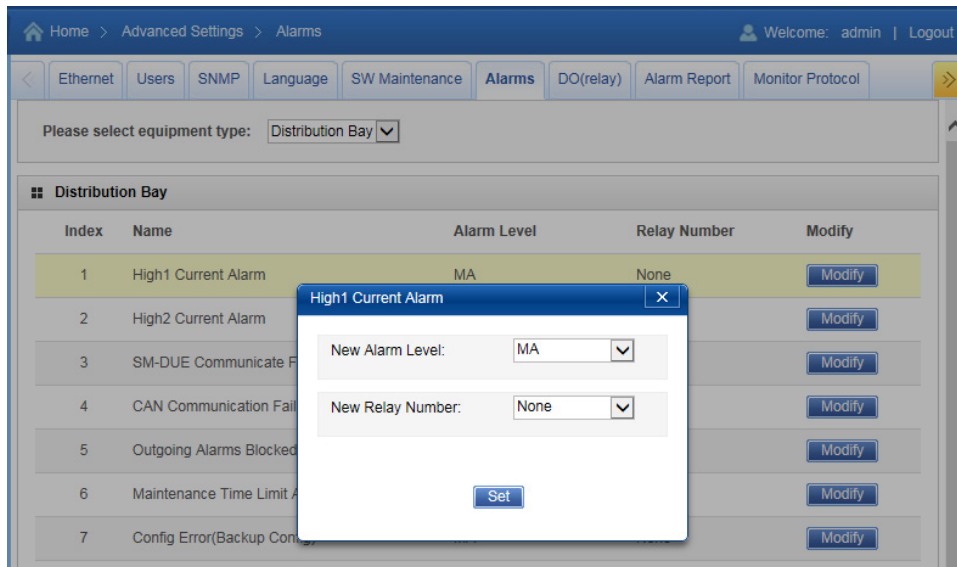 Home > Advanced Settings > Alarms Welcome: admin | Logout
Ethernet Users SNMP Language SW Maintenance Alarms DO(relay) Alarm Report Monitor Protocol
Please select equipment type: Distribution Bay
Distribution Bay
Index Name Alarm Level Relay Number Modify
1 High1 Current Alarm MA None Modify
High1 Current Alarm
2 High2 Current Alarm Modify
New Alarm Level: MA
3 SM-DUE Communicate F Modify
4 CAN Communication Fail Modify
New Relay Number: None
5 Outgoing Alarms Blocked Modify
6 Maintenance Time Limit A Modify
Set
7 Config Error(Backup Config) MA None Modify